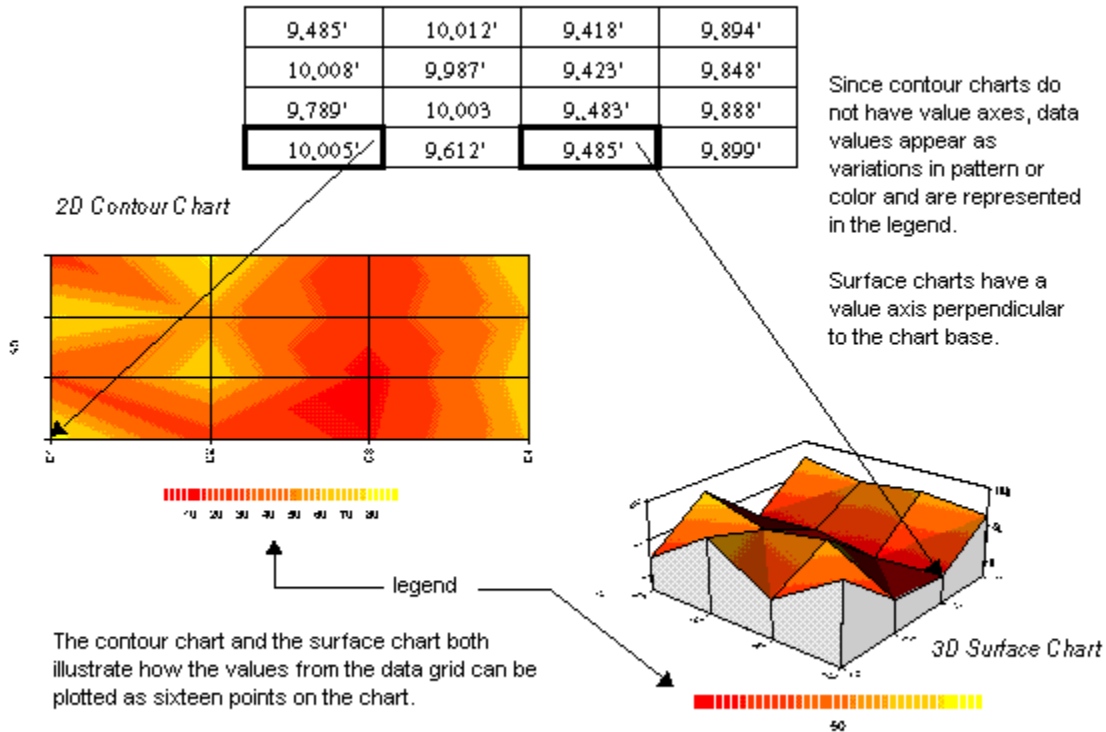 9,485' 10,012' 9,418' 9,894'
10,008' 9,987' 9,423' 9,848'
9,789' 10,003 9,,483' 9,888'
10,005' 9,612' 9,485' 9,899'
Since contour charts do
not have value axes, data
values appear as
variations in pattern or
color and are represented
in the legend.
Surface charts have a
value axis perpendicular
to the chart base.
2D Contour Chart
10 20 30 40 50 60 70 80
legend
The contour chart and the surface chart both
illustrate how the values from the data grid can be
plotted as sixteen points on the chart.
3D Surface Chart
50